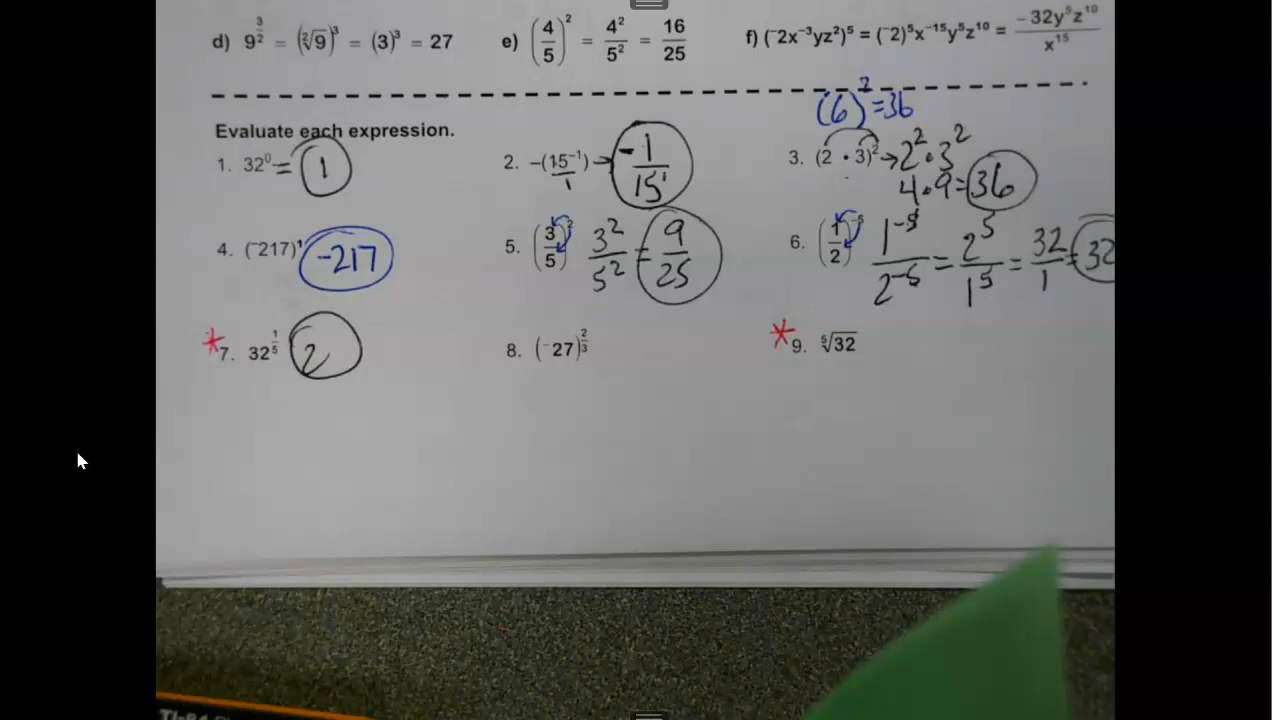 d) 9^(3/2) = (²√9)³ = (3)³ = 27 e) (4/5)² = 4²/5² = 16/25 f) (⁻2x⁻³yz²)⁵ = (⁻2)⁵x⁻¹⁵y⁵z¹⁰ = -32y⁵z¹⁰/x¹⁵
(6)² = 36
Evaluate each expression.
1. 32⁰ = 1 2. -(15⁻¹)/1 → -1/15¹ 3. (2 · 3)² → 2² · 3²
4 · 9 = 36
4. (⁻217)¹ -217 5. (3/5)² 3²/5² = 9/25 6. (1/2)⁻⁵ 1⁻⁵/2⁻⁵ = 2⁵/1⁵ = 32/1 = 32
*7. 32^(1/5) 2 8. (⁻27)^(2/3) *9. ⁵√32